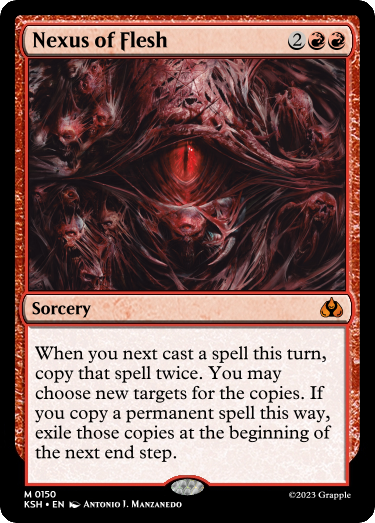 Nexus of Flesh 2
Sorcery
When you next cast a spell this turn,
copy that spell twice. You may
choose new targets for the copies. If
you copy a permanent spell this way,
exile those copies at the beginning of
the next end step.
M 0150
KSH • EN Antonio J. Manzanedo ©2023 Grapple